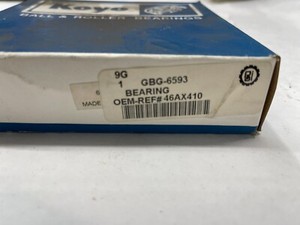 Koyo
BALL & ROLLER BEARINGS
9G
1 GBG-6593
BEARING
OEM-REF# 46AX410
MADE